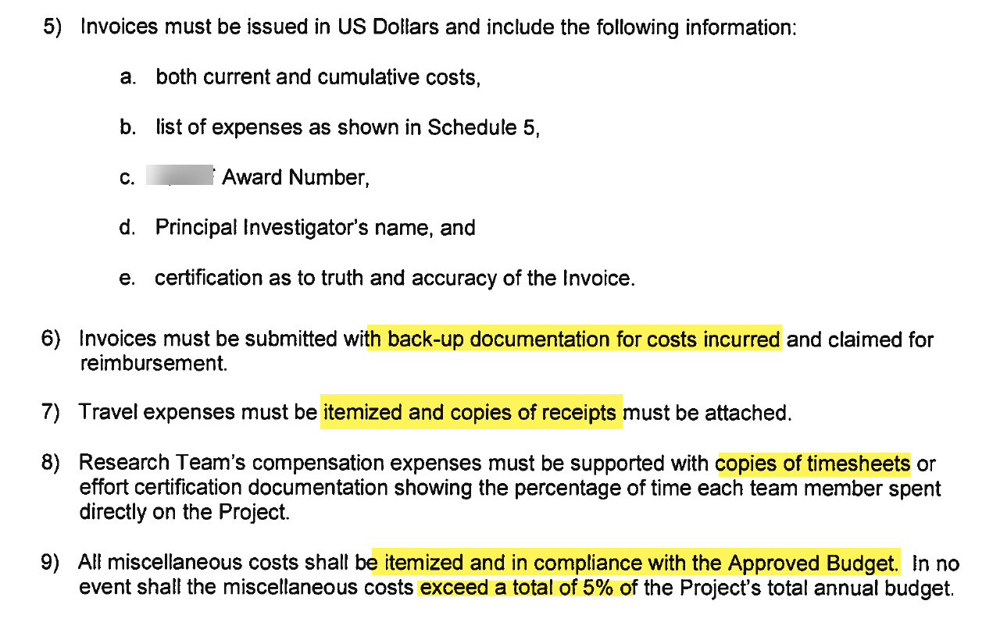 5) Invoices must be issued in US Dollars and include the following information:
a. both current and cumulative costs,
b. list of expenses as shown in Schedule 5,
c. Award Number,
d. Principal Investigator's name, and
e. certification as to truth and accuracy of the Invoice.
6) Invoices must be submitted with back-up documentation for costs incurred and claimed for
reimbursement.
7) Travel expenses must be itemized and copies of receipts must be attached.
8) Research Team's compensation expenses must be supported with copies of timesheets or
effort certification documentation showing the percentage of time each team member spent
directly on the Project.
9) All miscellaneous costs shall be itemized and in compliance with the Approved Budget. In no
event shall the miscellaneous costs exceed a total of 5% of the Project's total annual budget.